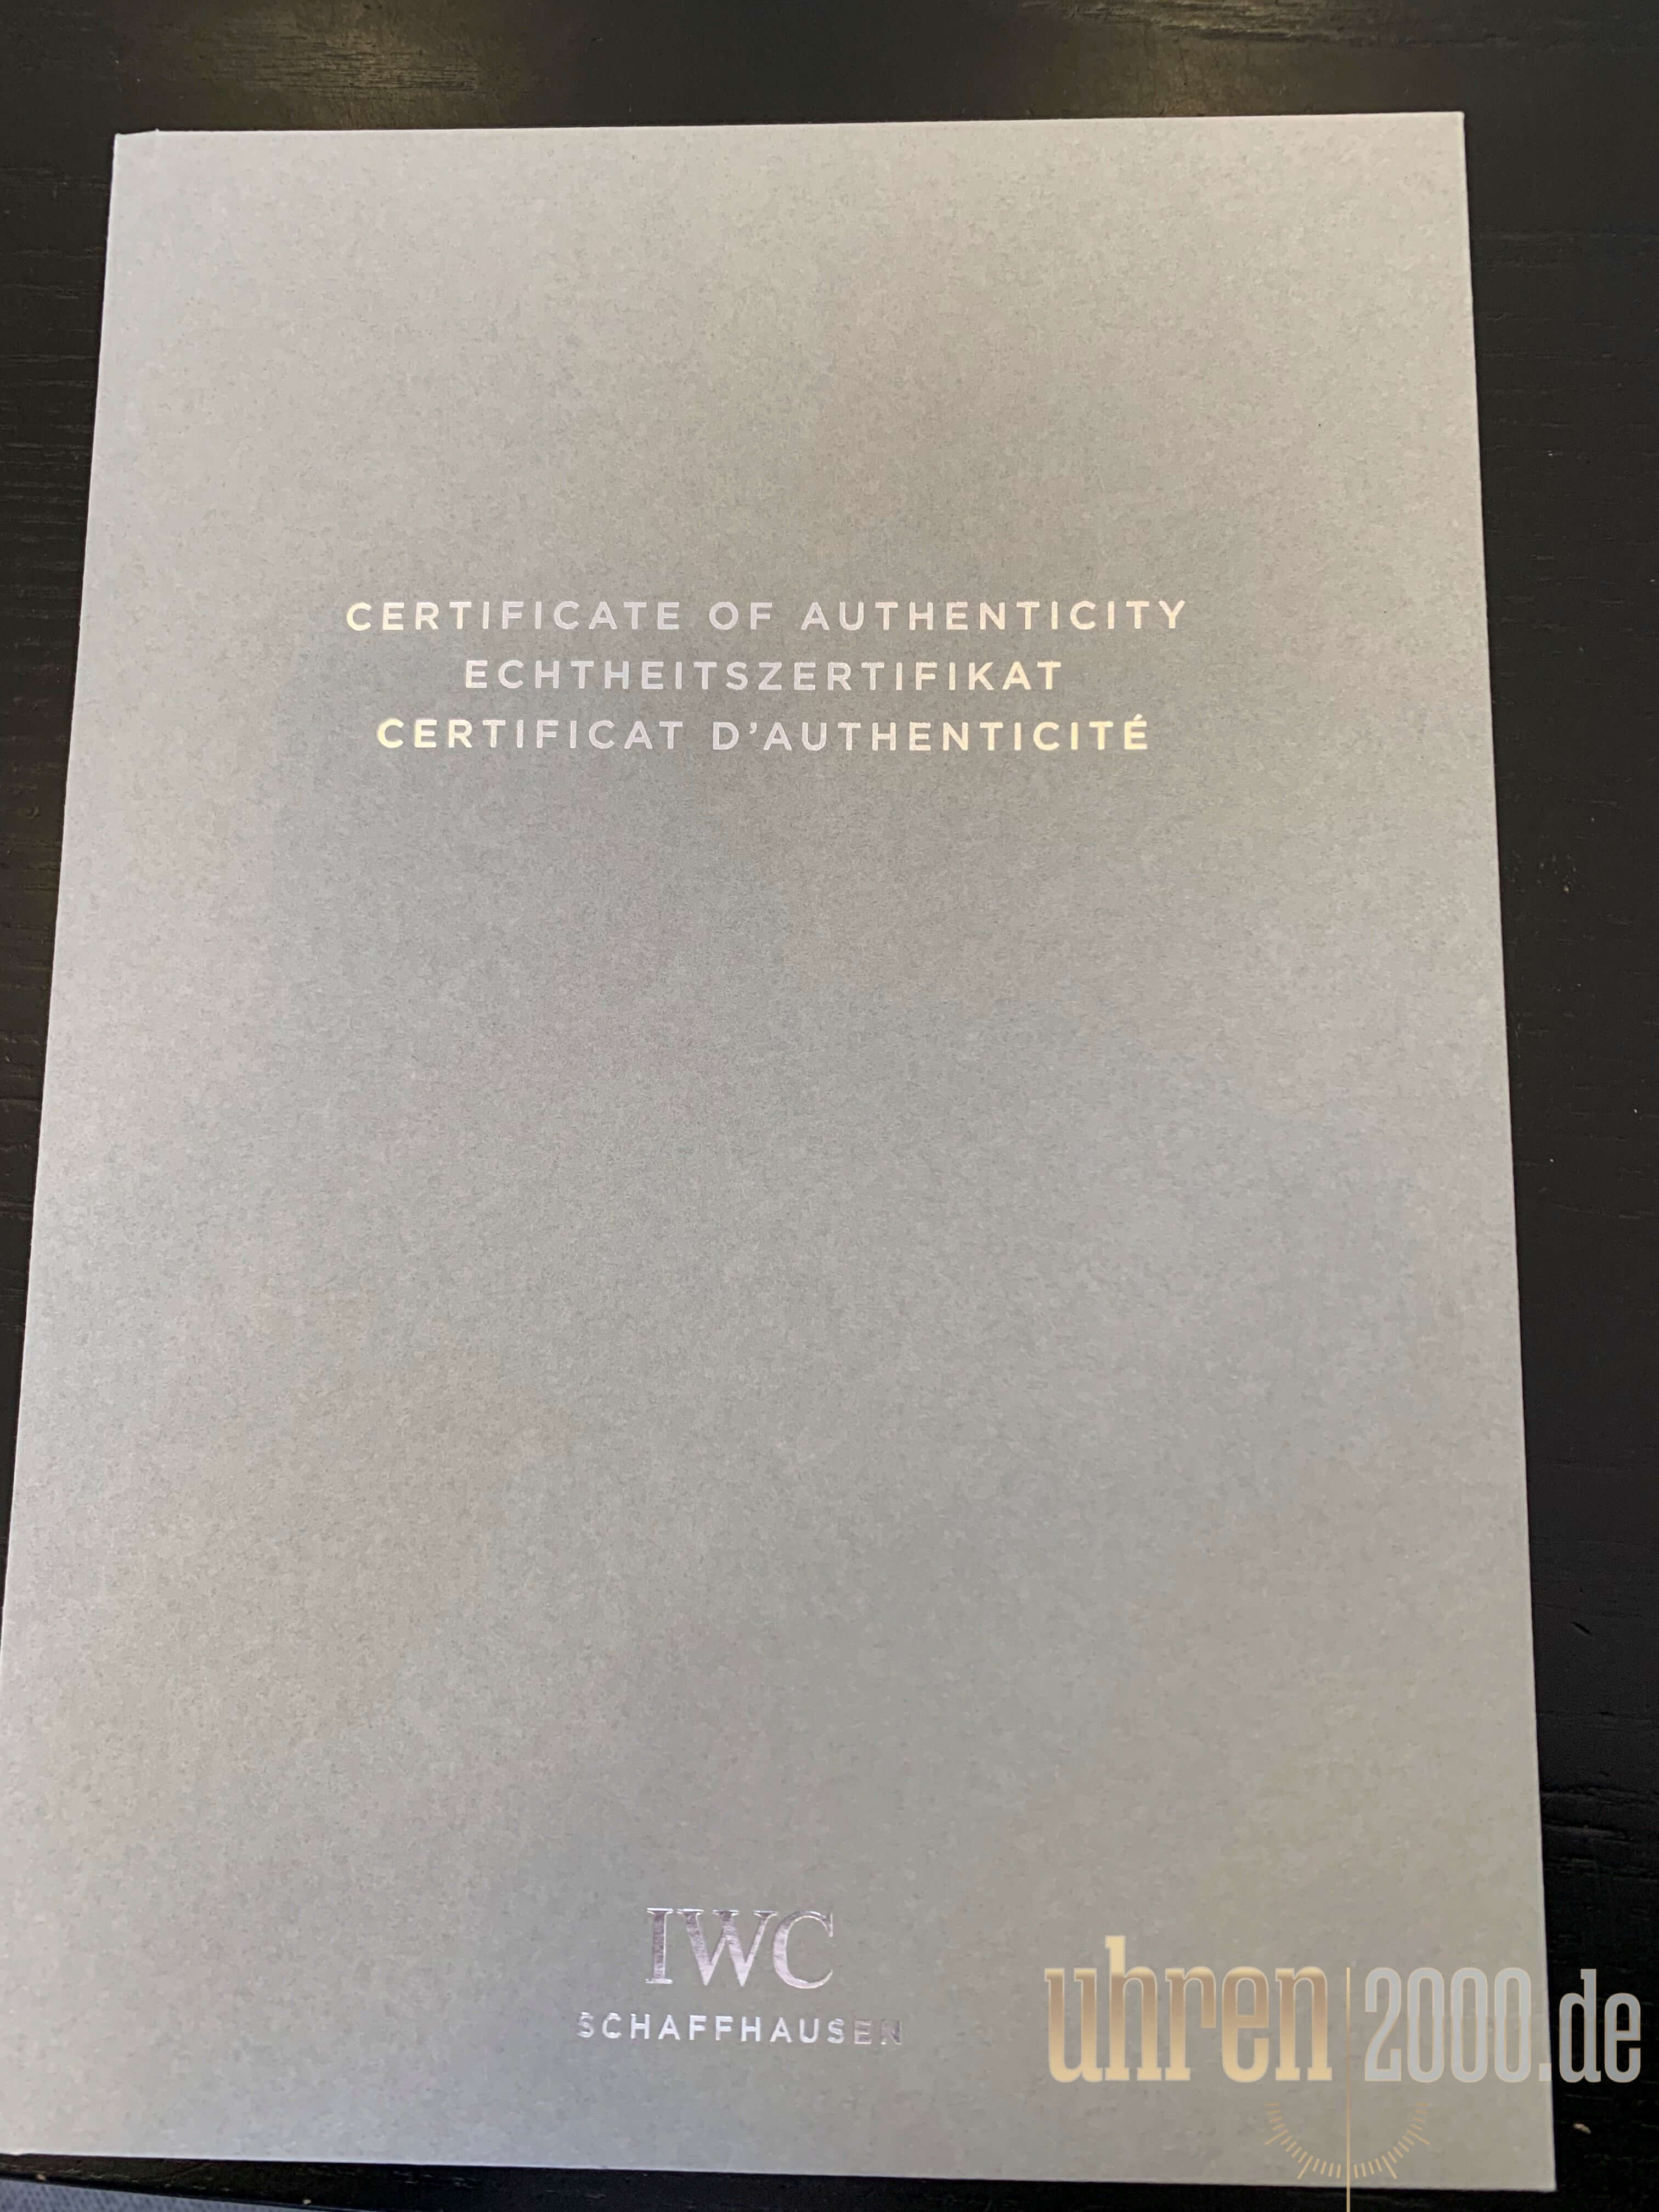 CERTIFICATE OF AUTHENTICITY
ECHTHEITSZERTIFIKAT
CERTIFICAT D'AUTHENTICITÉ
IWC
SCHAFFHAUSEN
uhren 2000.de